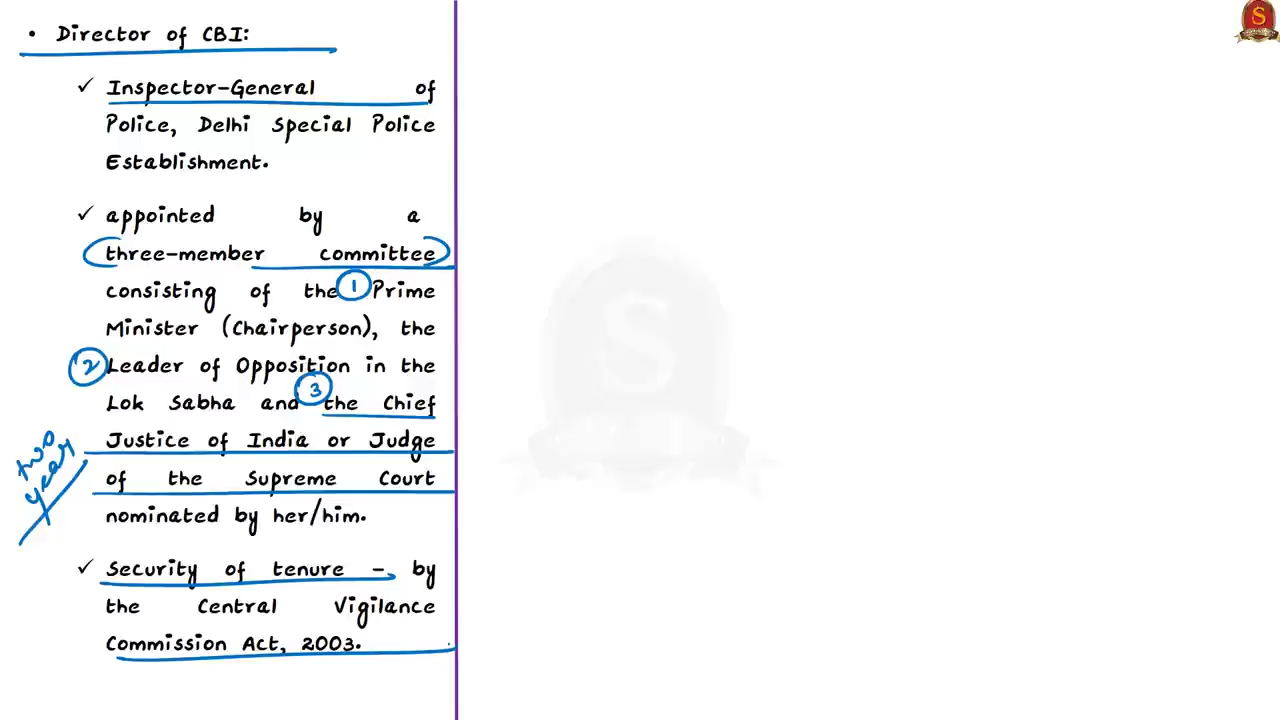 • Director of CBI:
✓ Inspector-General of
Police, Delhi Special Police
Establishment.
✓ appointed by a
three-member committee
consisting of the 1 Prime
Minister (Chairperson), the
2 Leader of Opposition in the
3
Lok Sabha and the Chief
Justice of India or Judge
of the Supreme Court
nominated by her/him.
two
year
✓ Security of tenure - by
the Central Vigilance
Commission Act, 2003.
S
S